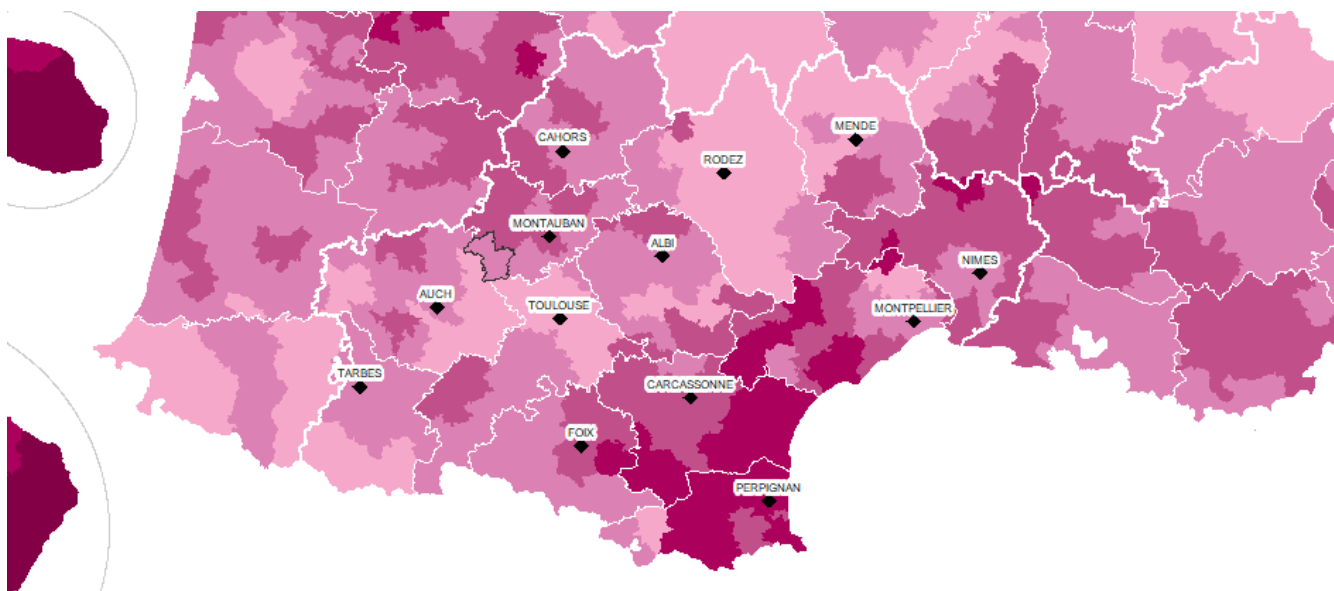 MENDE
CAHORS
RODEZ
MONTAUBAN
ALBI
NIMES
AUCH
TOULOUSE
MONTPELLIER
TARBES
CARCASSONNE
FOIX
PERPIGNAN